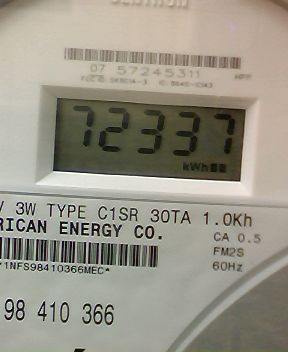 07 57245311
72337
kWh
V 3W TYPE C1SR 30TA 1.0Kh
RICAN ENERGY CO.
CA 0.5
FM2S
*1NFS98410366MEC*
60Hz
98 410 366